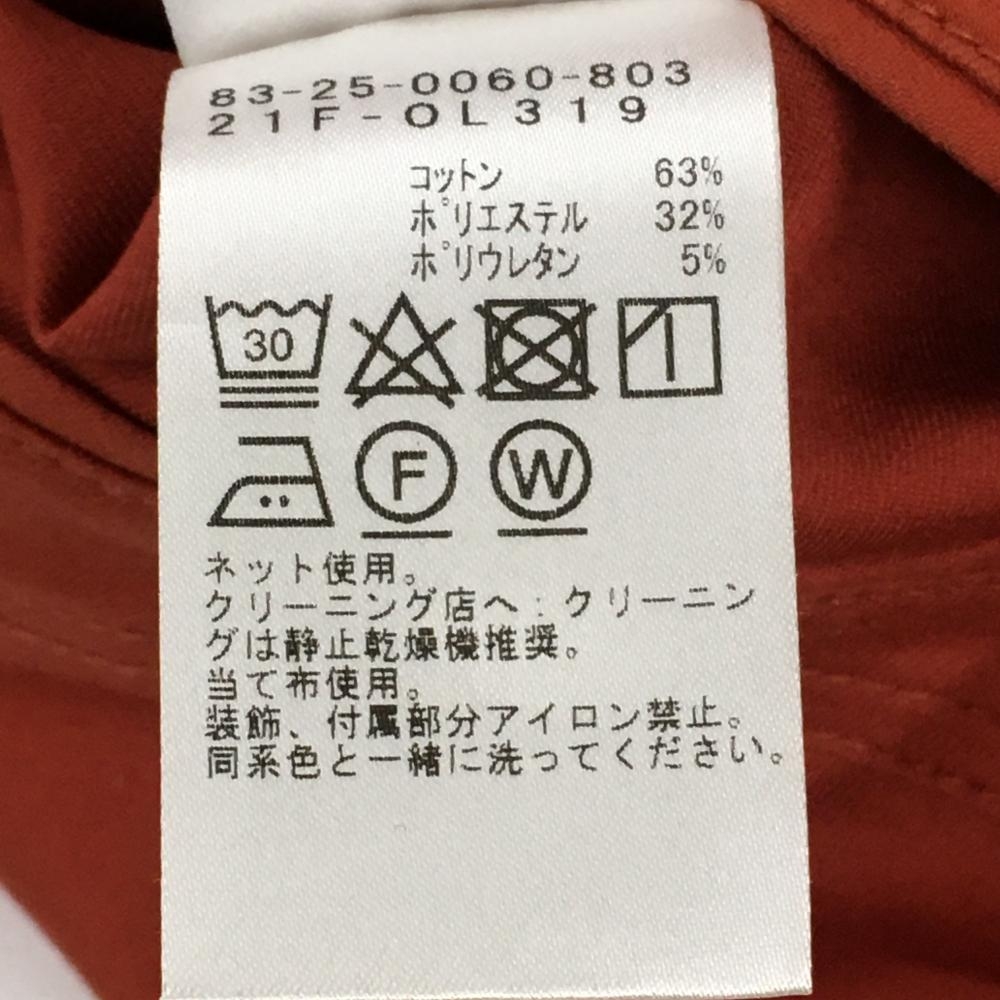 83-25-0060-803
21F-OL319
コットン 63%
ポリエステル 32%
ポリウレタン 5%
30
F W
ネット使用。
クリーニング店へ:クリーニン
グは静止乾燥機推奨。
当て布使用。
装飾、付属部分アイロン禁止。
同系色と一緒に洗ってください。